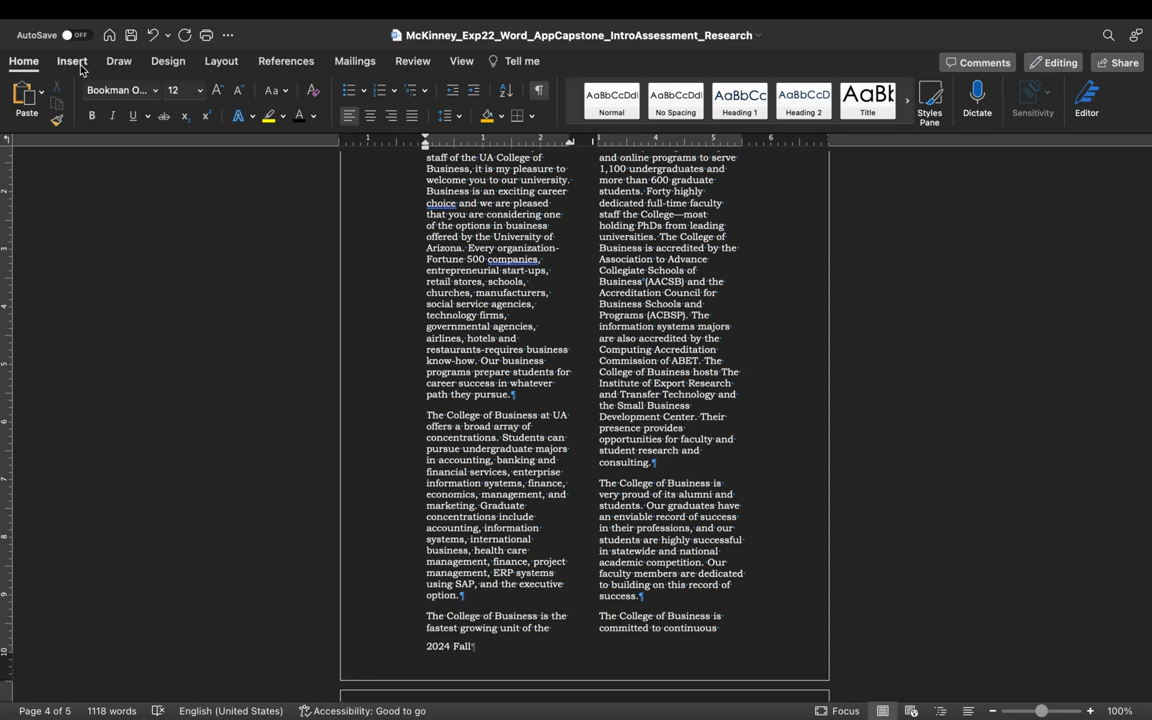 AutoSave OFF
McKinney_Exp22_Word_AppCapstone_IntroAssessment_Research
Home Insert Draw Design Layout References Mailings Review View Tell me
Comments Editing Share
Paste
Bookman O... 12
AaBbCcDdI AaBbCcDdI AaBbCc AaBbCcD AaBb
Normal No Spacing Heading 1 Heading 2 Title
Styles Pane
Dictate
Sensitivity
Editor
1 1 2 3 4 5 6
2 3 4 5 6 7 8 9 10
staff of the UA College of
Business, it is my pleasure to
welcome you to our university.
Business is an exciting career
choice and we are pleased
that you are considering one
of the options in business
offered by the University of
Arizona. Every organization-
Fortune 500 companies,
entrepreneurial start-ups,
retail stores, schools,
churches, manufacturers,
social service agencies,
technology firms,
governmental agencies,
airlines, hotels and
restaurants-requires business
know-how. Our business
programs prepare students for
career success in whatever
path they pursue.¶
The College of Business at UA
offers a broad array of
concentrations. Students can
pursue undergraduate majors
in accounting, banking and
financial services, enterprise
information systems, finance,
economics, management, and
marketing. Graduate
concentrations include
accounting, information
systems, international
business, health care
management, finance, project
management, ERP systems
using SAP, and the executive
option.¶
The College of Business is the
fastest growing unit of the
and online programs to serve
1,100 undergraduates and
more than 600 graduate
students. Forty highly
dedicated full-time faculty
staff the College—most
holding PhDs from leading
universities. The College of
Business is accredited by the
Association to Advance
Collegiate Schools of
Business (AACSB) and the
Accreditation Council for
Business Schools and
Programs (ACBSP). The
information systems majors
are also accredited by the
Computing Accreditation
Commission of ABET. The
College of Business hosts The
Institute of Export Research
and Transfer Technology and
the Small Business
Development Center. Their
presence provides
opportunities for faculty and
student research and
consulting.¶
The College of Business is
very proud of its alumni and
students. Our graduates have
an enviable record of success
in their professions, and our
students are highly successful
in statewide and national
academic competition. Our
faculty members are dedicated
to building on this record of
success.¶
The College of Business is
committed to continuous
2024 Fall¶
Page 4 of 5 1118 words English (United States) Accessibility: Good to go Focus 100%